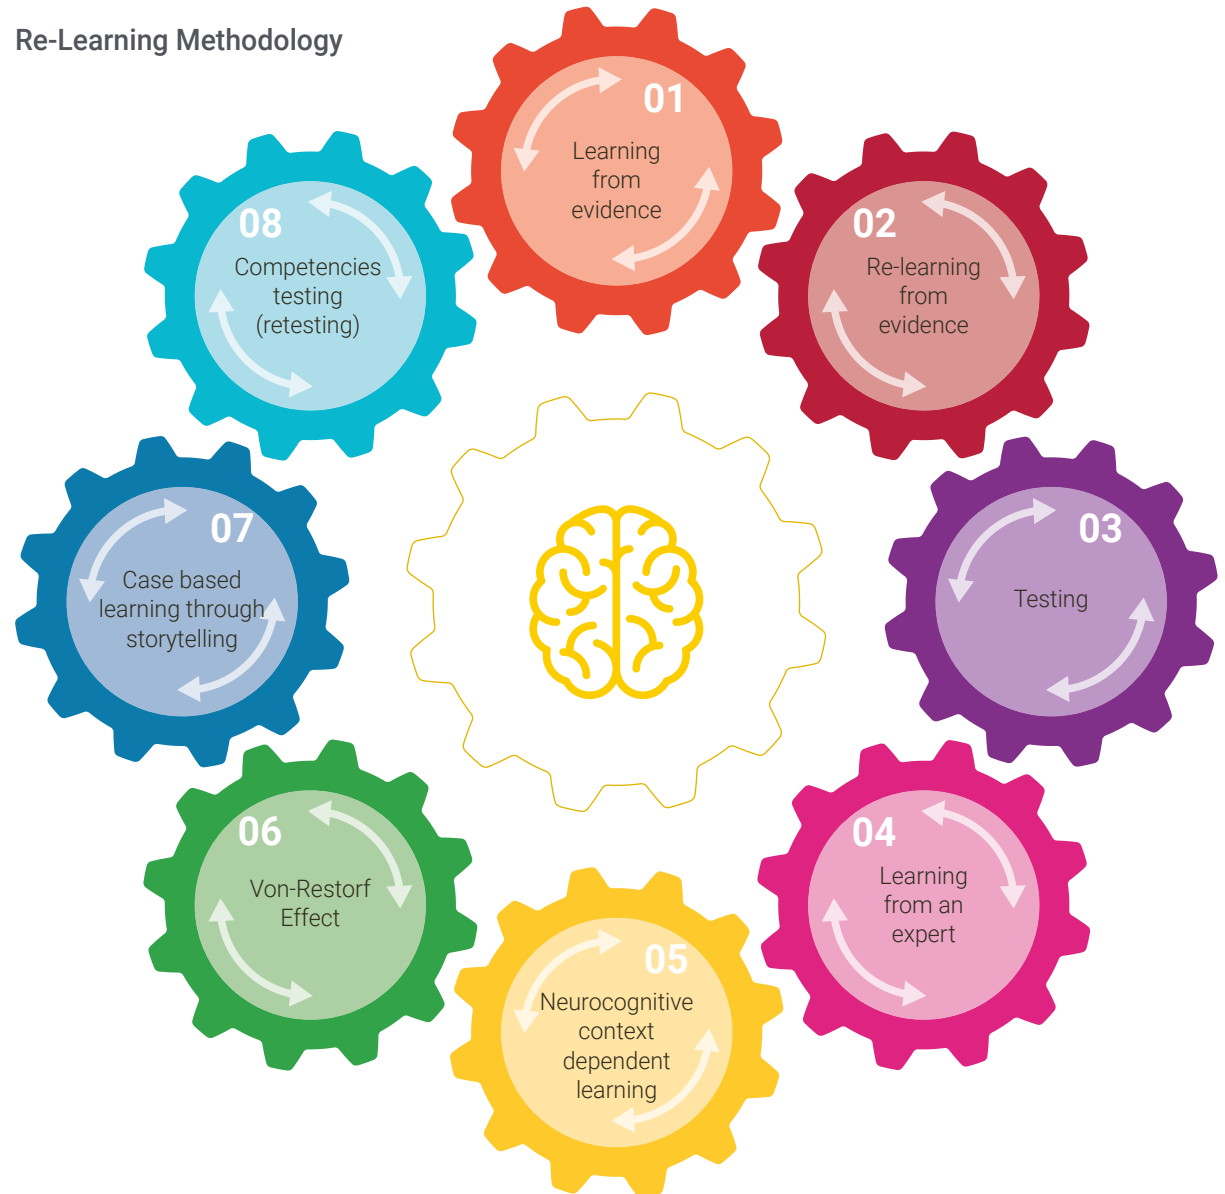 Re-Learning Methodology
01
Learning
from
evidence
02
Re-learning
from
evidence
03
Testing
04
Learning
from an
expert
05
Neurocognitive
context
dependent
learning
06
Von-Restorf
Effect
07
Case based
learning through
storytelling
08
Competencies
testing
(retesting)